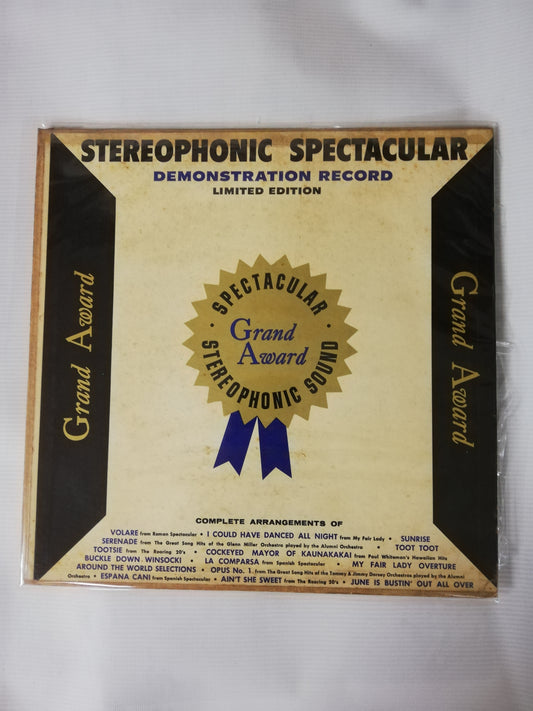 STEREOPHONIC SPECTACULAR
DEMONSTRATION RECORD
LIMITED EDITION
Grand Award
SPECTACULAR
Grand
Award
STEREOPHONIC SOUND
Grand Award
COMPLETE ARRANGEMENTS OF
VOLARE from Roman Spectacular • I COULD HAVE DANCED ALL NIGHT from My Fair Lady • SUNRISE
SERENADE from The Great Song Hits of the Glenn Miller Orchestra played by the Alumni Orchestra • TOOT TOOT
TOOTSIE from The Roaring 20's • COCKEYED MAYOR OF KAUNAKAKAI from Paul Whiteman's Hawaiian Hits
BUCKLE DOWN WINSOCKI • LA COMPARSA from Spanish Spectacular • MY FAIR LADY OVERTURE
AROUND THE WORLD SELECTIONS • OPUS No. 1 from The Great Song Hits of the Tommy & Jimmy Dorsey Orchestras played by the Alumni
Orchestra • ESPANA CANI from Spanish Spectacular • AIN'T SHE SWEET from The Roaring 20's • JUNE IS BUSTIN' OUT ALL OVER